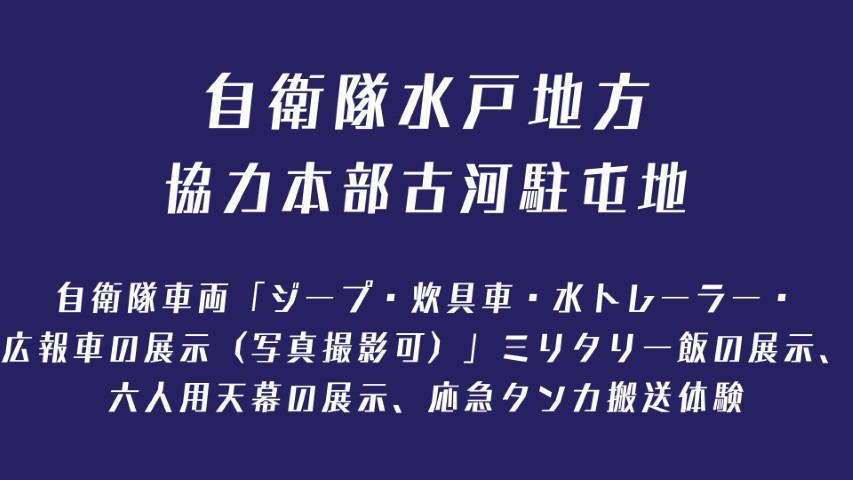 自衛隊水戸地方
協力本部古河駐屯地
自衛隊車両「ジープ・炊具車・水トレーラー・
広報車の展示（写真撮影可）」ミリタリー飯の展示、
六人用天幕の展示、応急タンカ搬送体験